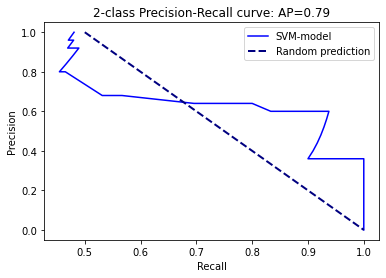 2-class Precision-Recall curve: AP=0.79
1.0
0.8
0.6
0.4
0.2
0.0
Precision
SVM-model
Random prediction
0.5 0.6 0.7 0.8 0.9 1.0
Recall